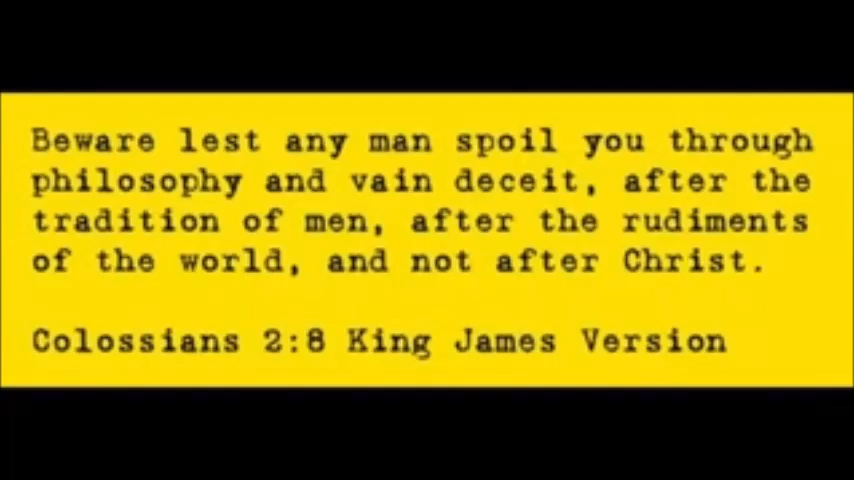 Beware lest any man spoil you through
philosophy and vain deceit, after the
tradition of men, after the rudiments
of the world, and not after Christ.
Colossians 2:8 King James Version